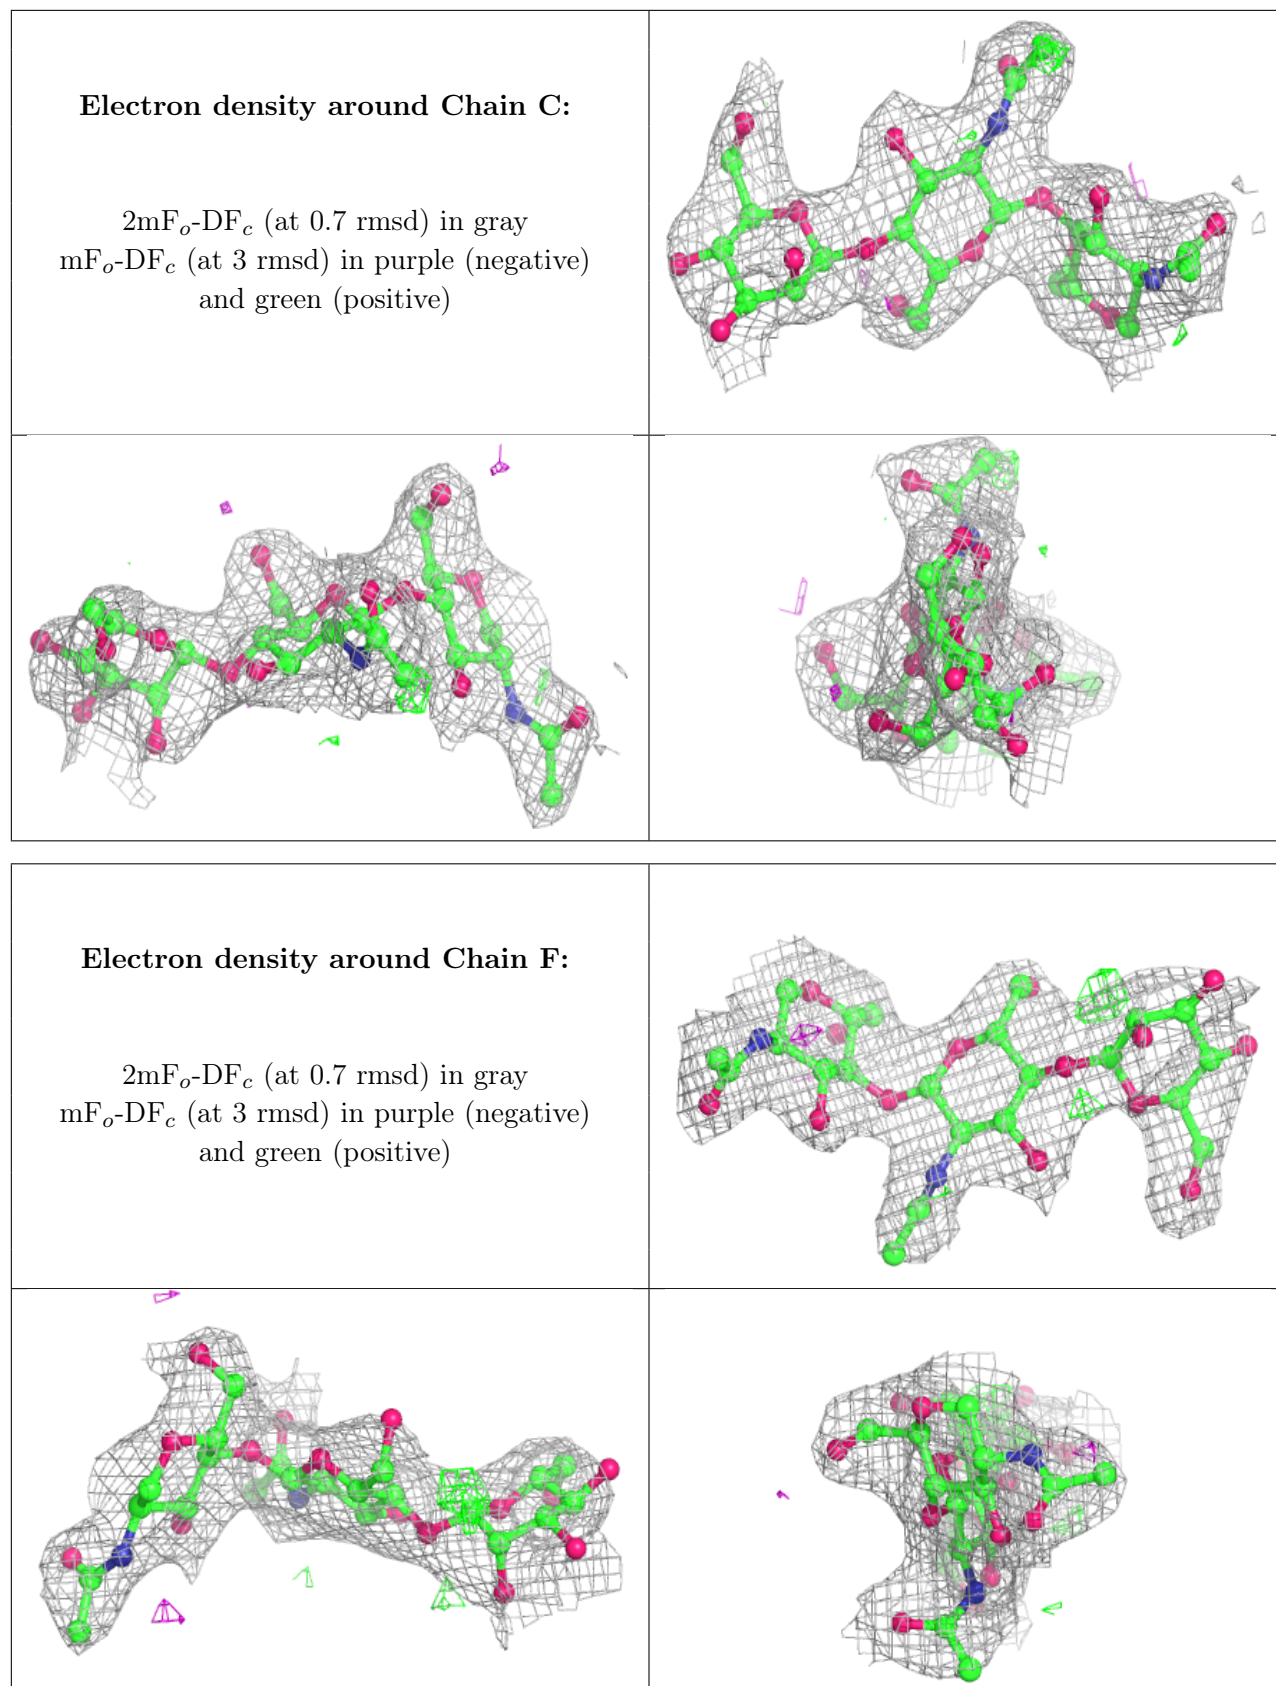 Electron density around Chain C:
2mFo-DFc (at 0.7 rmsd) in gray
mFo-DFc (at 3 rmsd) in purple (negative)
and green (positive)
Electron density around Chain F:
2mFo-DFc (at 0.7 rmsd) in gray
mFo-DFc (at 3 rmsd) in purple (negative)
and green (positive)